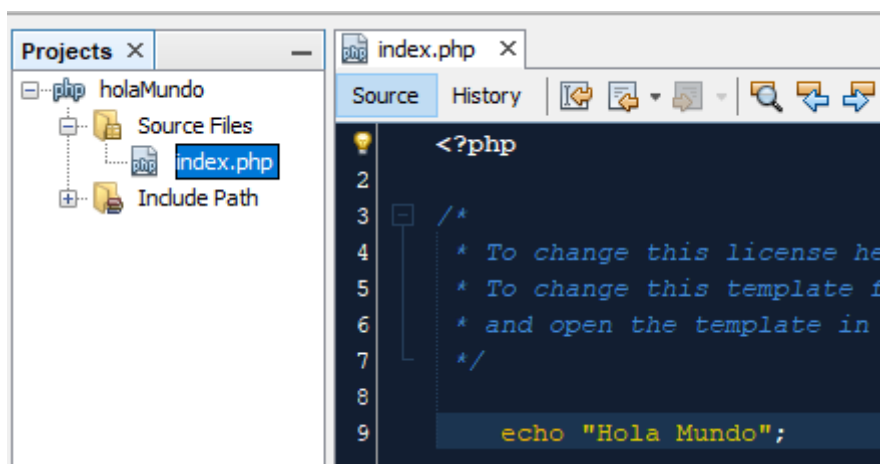 Projects
holaMundo
Source Files
index.php
Include Path
index.php
Source History
<?php
2
3 /*
4 * To change this license he
5 * To change this template f
6 * and open the template in
7 */
8
9 echo "Hola Mundo";